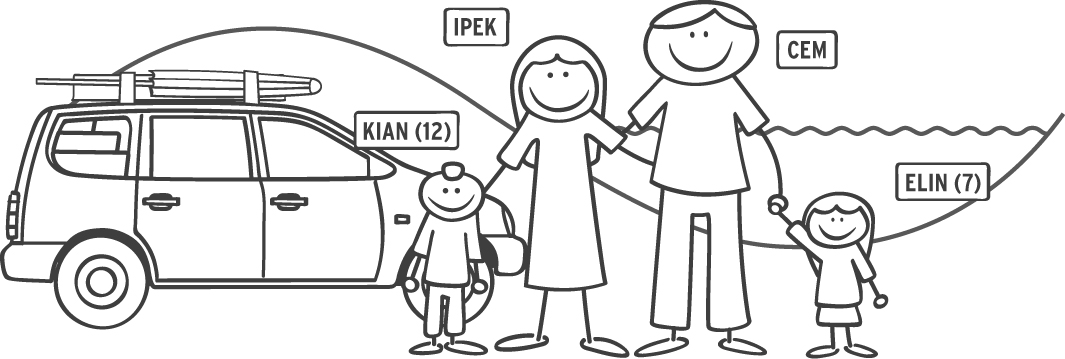 IPEK
CEM
KIAN (12)
ELIN (7)